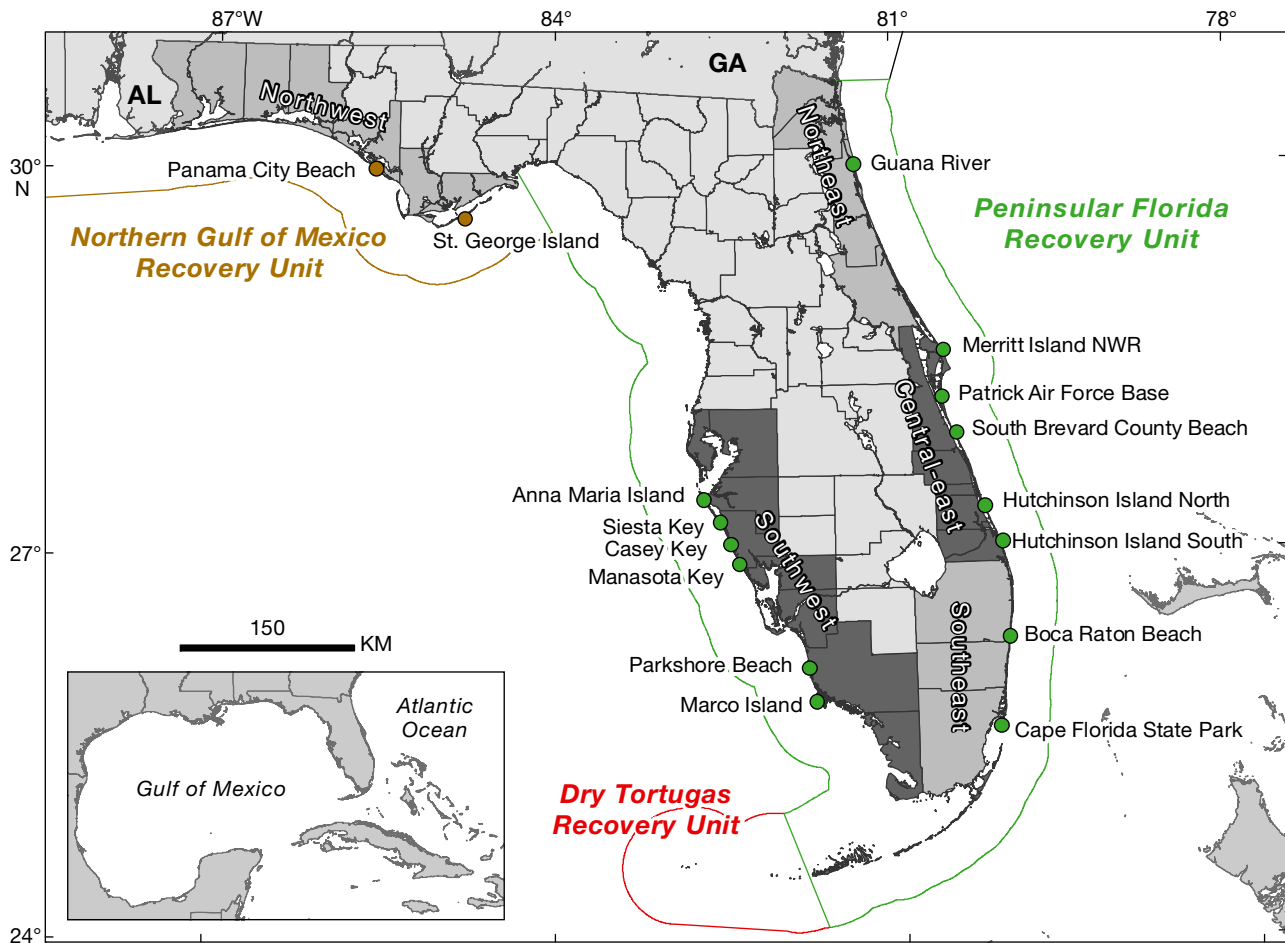 87°W
84°
81°
78°
AL
GA
Northwest
Northeast
Panama City Beach
Guana River
30°
N
St. George Island
Northern Gulf of Mexico
Recovery Unit
Peninsular Florida
Recovery Unit
Merritt Island NWR
Patrick Air Force Base
South Brevard County Beach
Central-east
Anna Maria Island
Siesta Key
Casey Key
Manasota Key
Southwest
Hutchinson Island North
Hutchinson Island South
27°
Southeast
Boca Raton Beach
150
KM
Parkshore Beach
Marco Island
Cape Florida State Park
Atlantic
Ocean
Gulf of Mexico
Dry Tortugas
Recovery Unit
24°